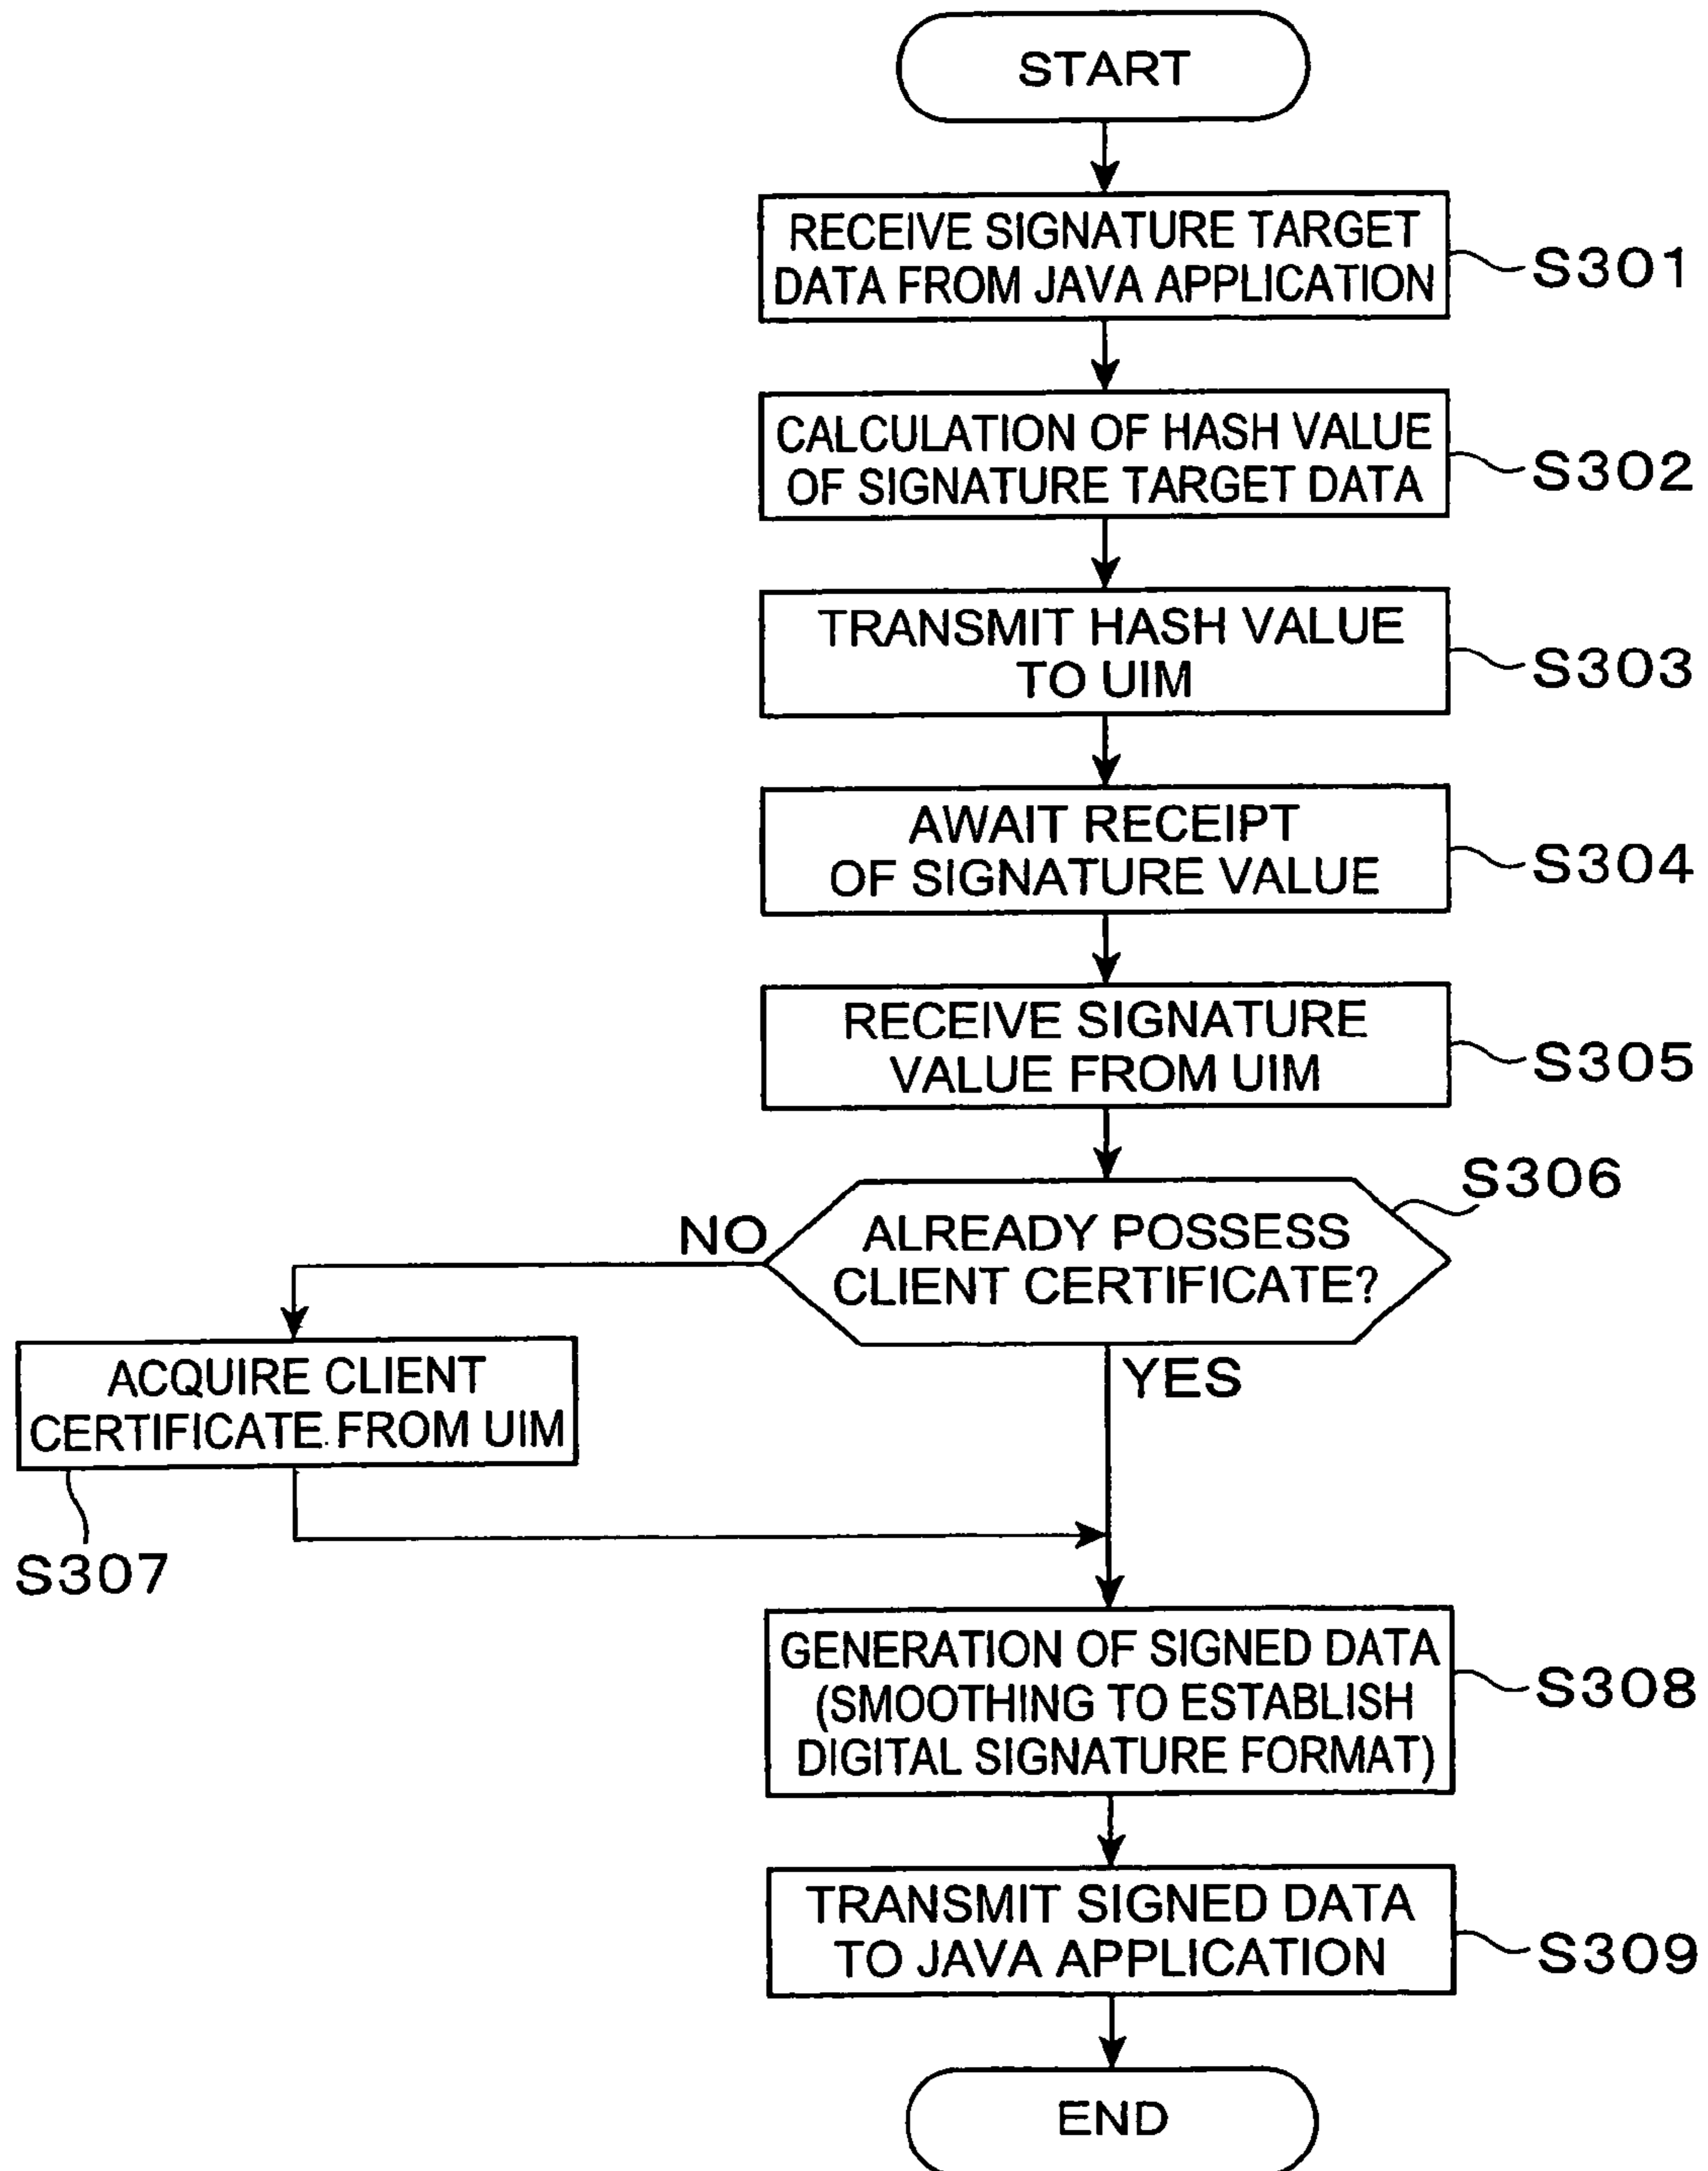 START
RECEIVE SIGNATURE TARGET
DATA FROM JAVA APPLICATION
S301
CALCULATION OF HASH VALUE
OF SIGNATURE TARGET DATA
S302
TRANSMIT HASH VALUE
TO UIM
S303
AWAIT RECEIPT
OF SIGNATURE VALUE
S304
RECEIVE SIGNATURE
VALUE FROM UIM
S305
S306
ALREADY POSSESS
CLIENT CERTIFICATE?
NO
YES
ACQUIRE CLIENT
CERTIFICATE FROM UIM
S307
GENERATION OF SIGNED DATA
(SMOOTHING TO ESTABLISH
DIGITAL SIGNATURE FORMAT)
S308
TRANSMIT SIGNED DATA
TO JAVA APPLICATION
S309
END